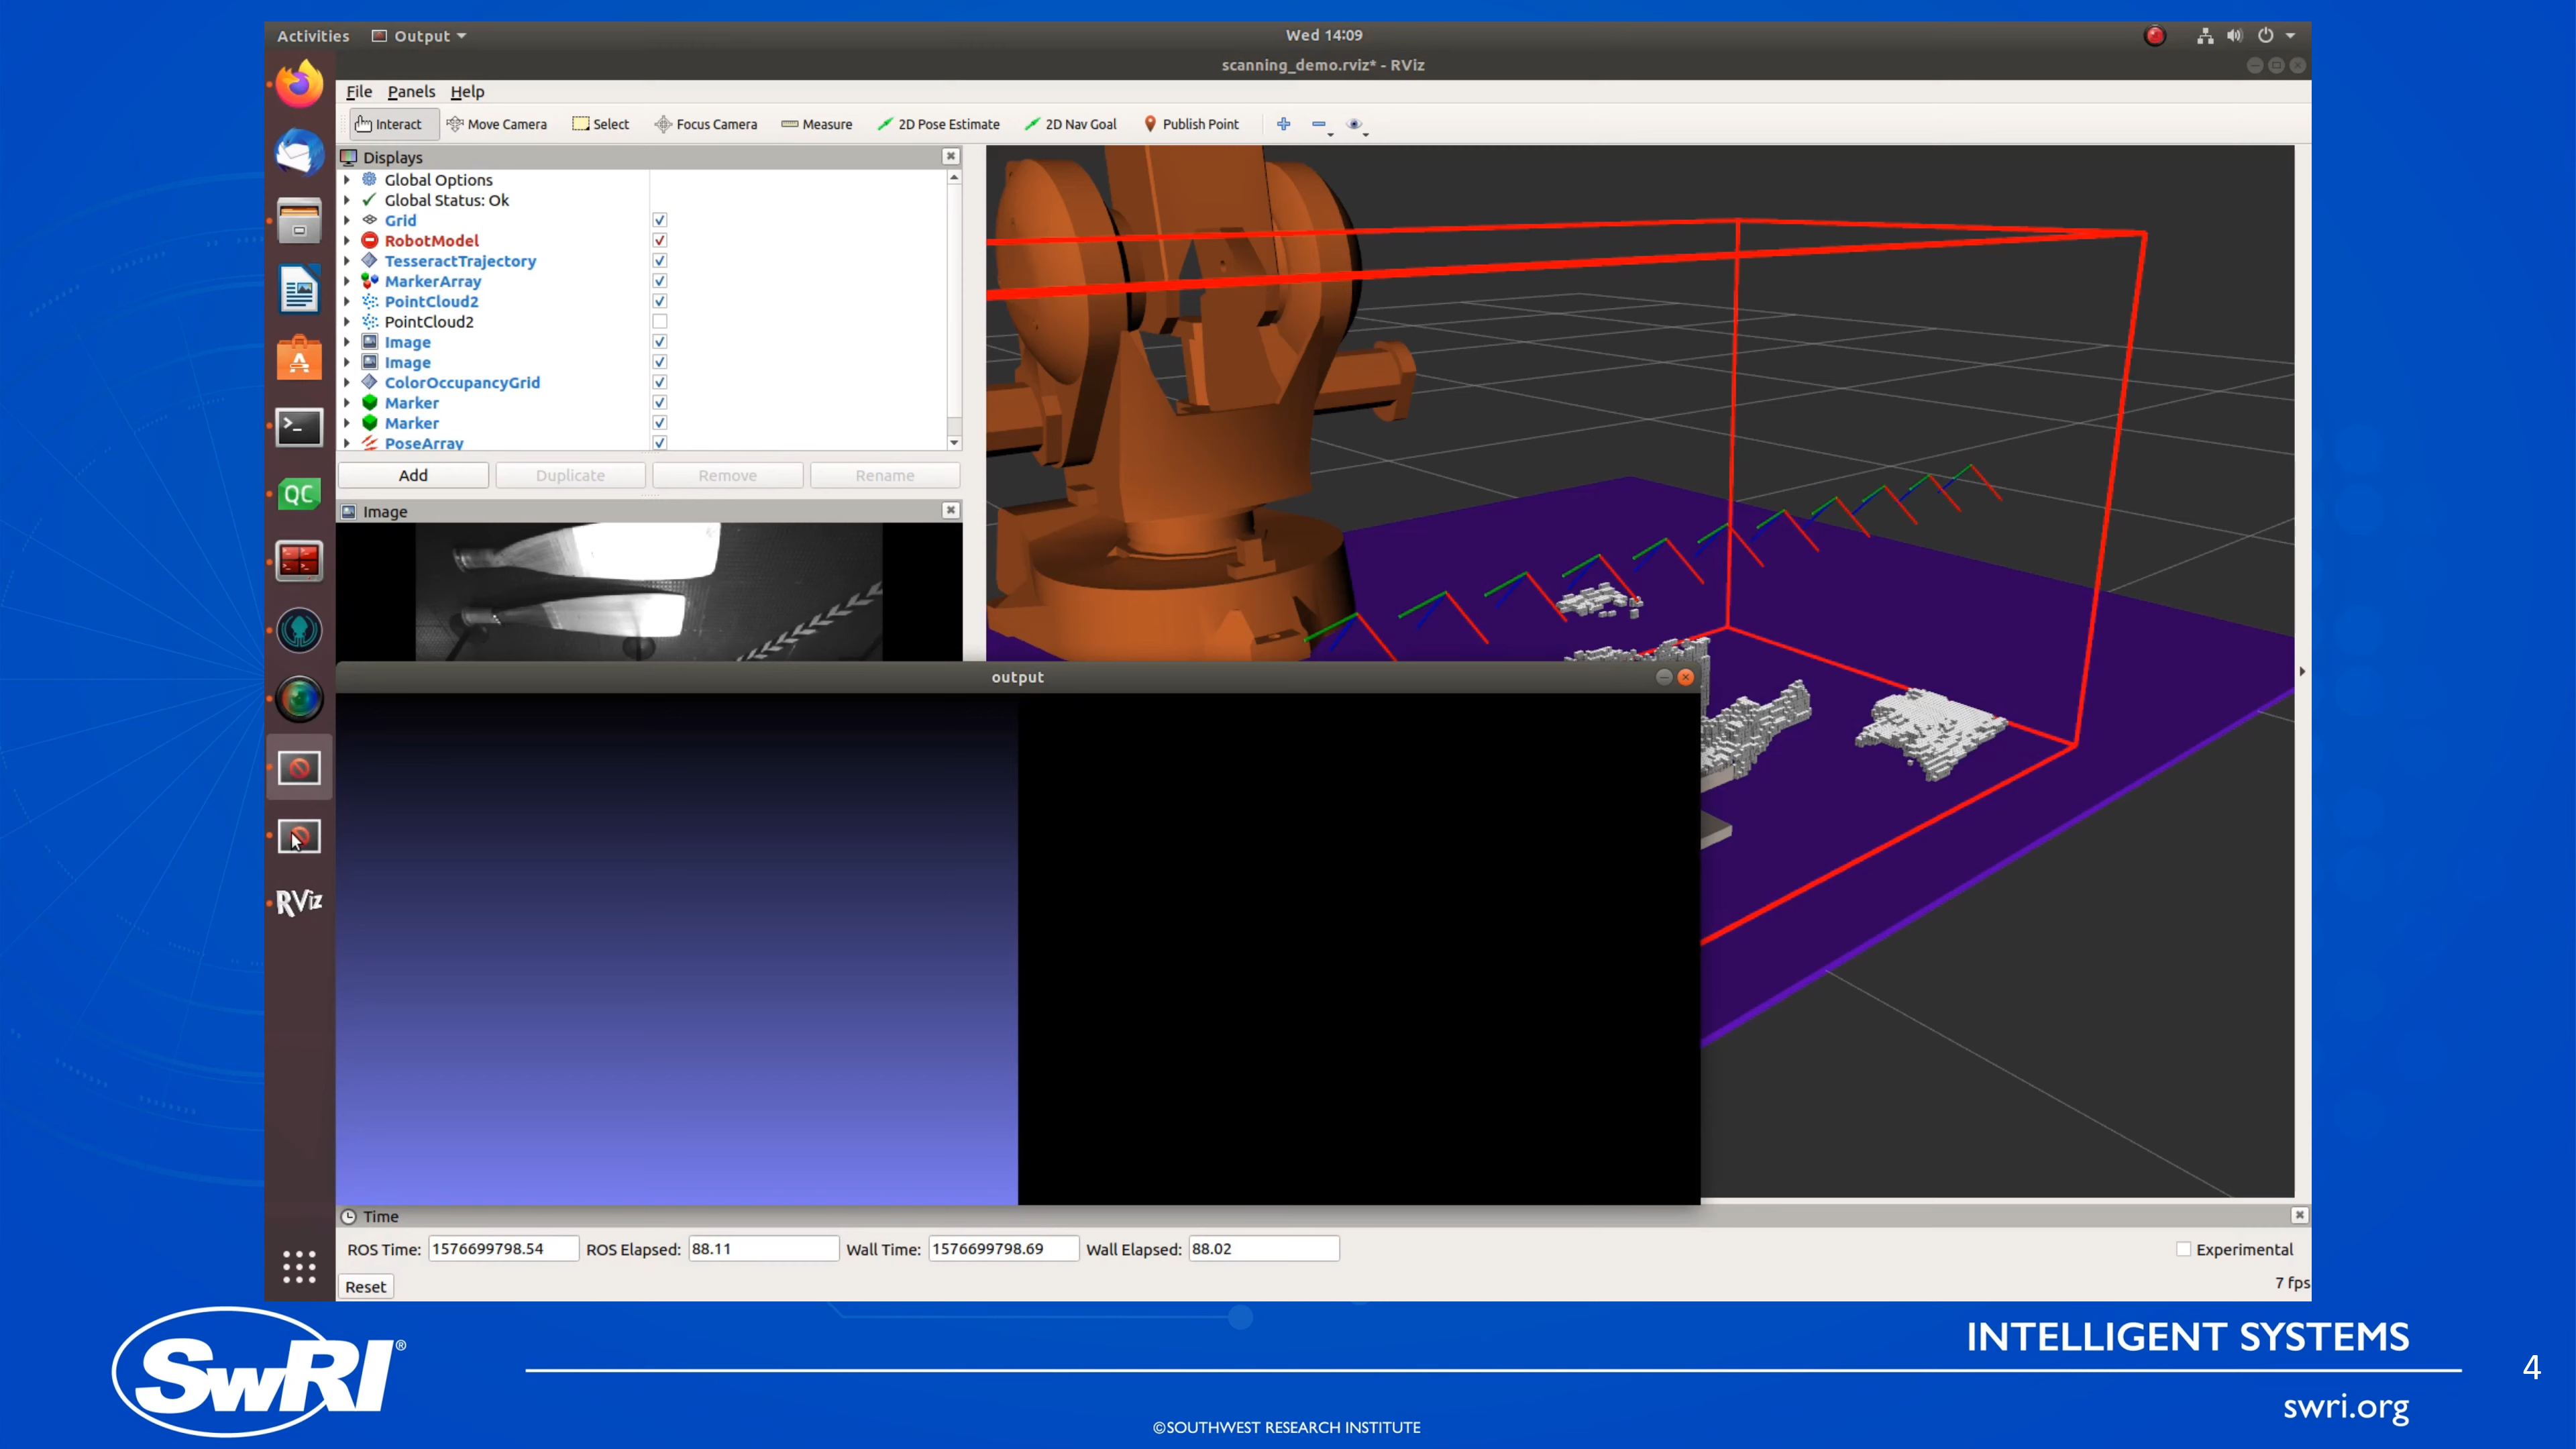 Activities
Output
Wed 14:09
scanning_demo.rviz* - RViz
File Panels Help
Interact Move Camera Select Focus Camera Measure 2D Pose Estimate 2D Nav Goal Publish Point
Displays
Global Options
Global Status: Ok
Grid
RobotModel
TesseractTrajectory
MarkerArray
PointCloud2
PointCloud2
Image
Image
ColorOccupancyGrid
Marker
Marker
PoseArray
Add Duplicate Remove Rename
Image
QC
output
RViz
Time
ROS Time: 1576699798.54 ROS Elapsed: 88.11 Wall Time: 1576699798.69 Wall Elapsed: 88.02
Experimental
Reset
7 fps
SwRI®
INTELLIGENT SYSTEMS
4
swri.org
©SOUTHWEST RESEARCH INSTITUTE